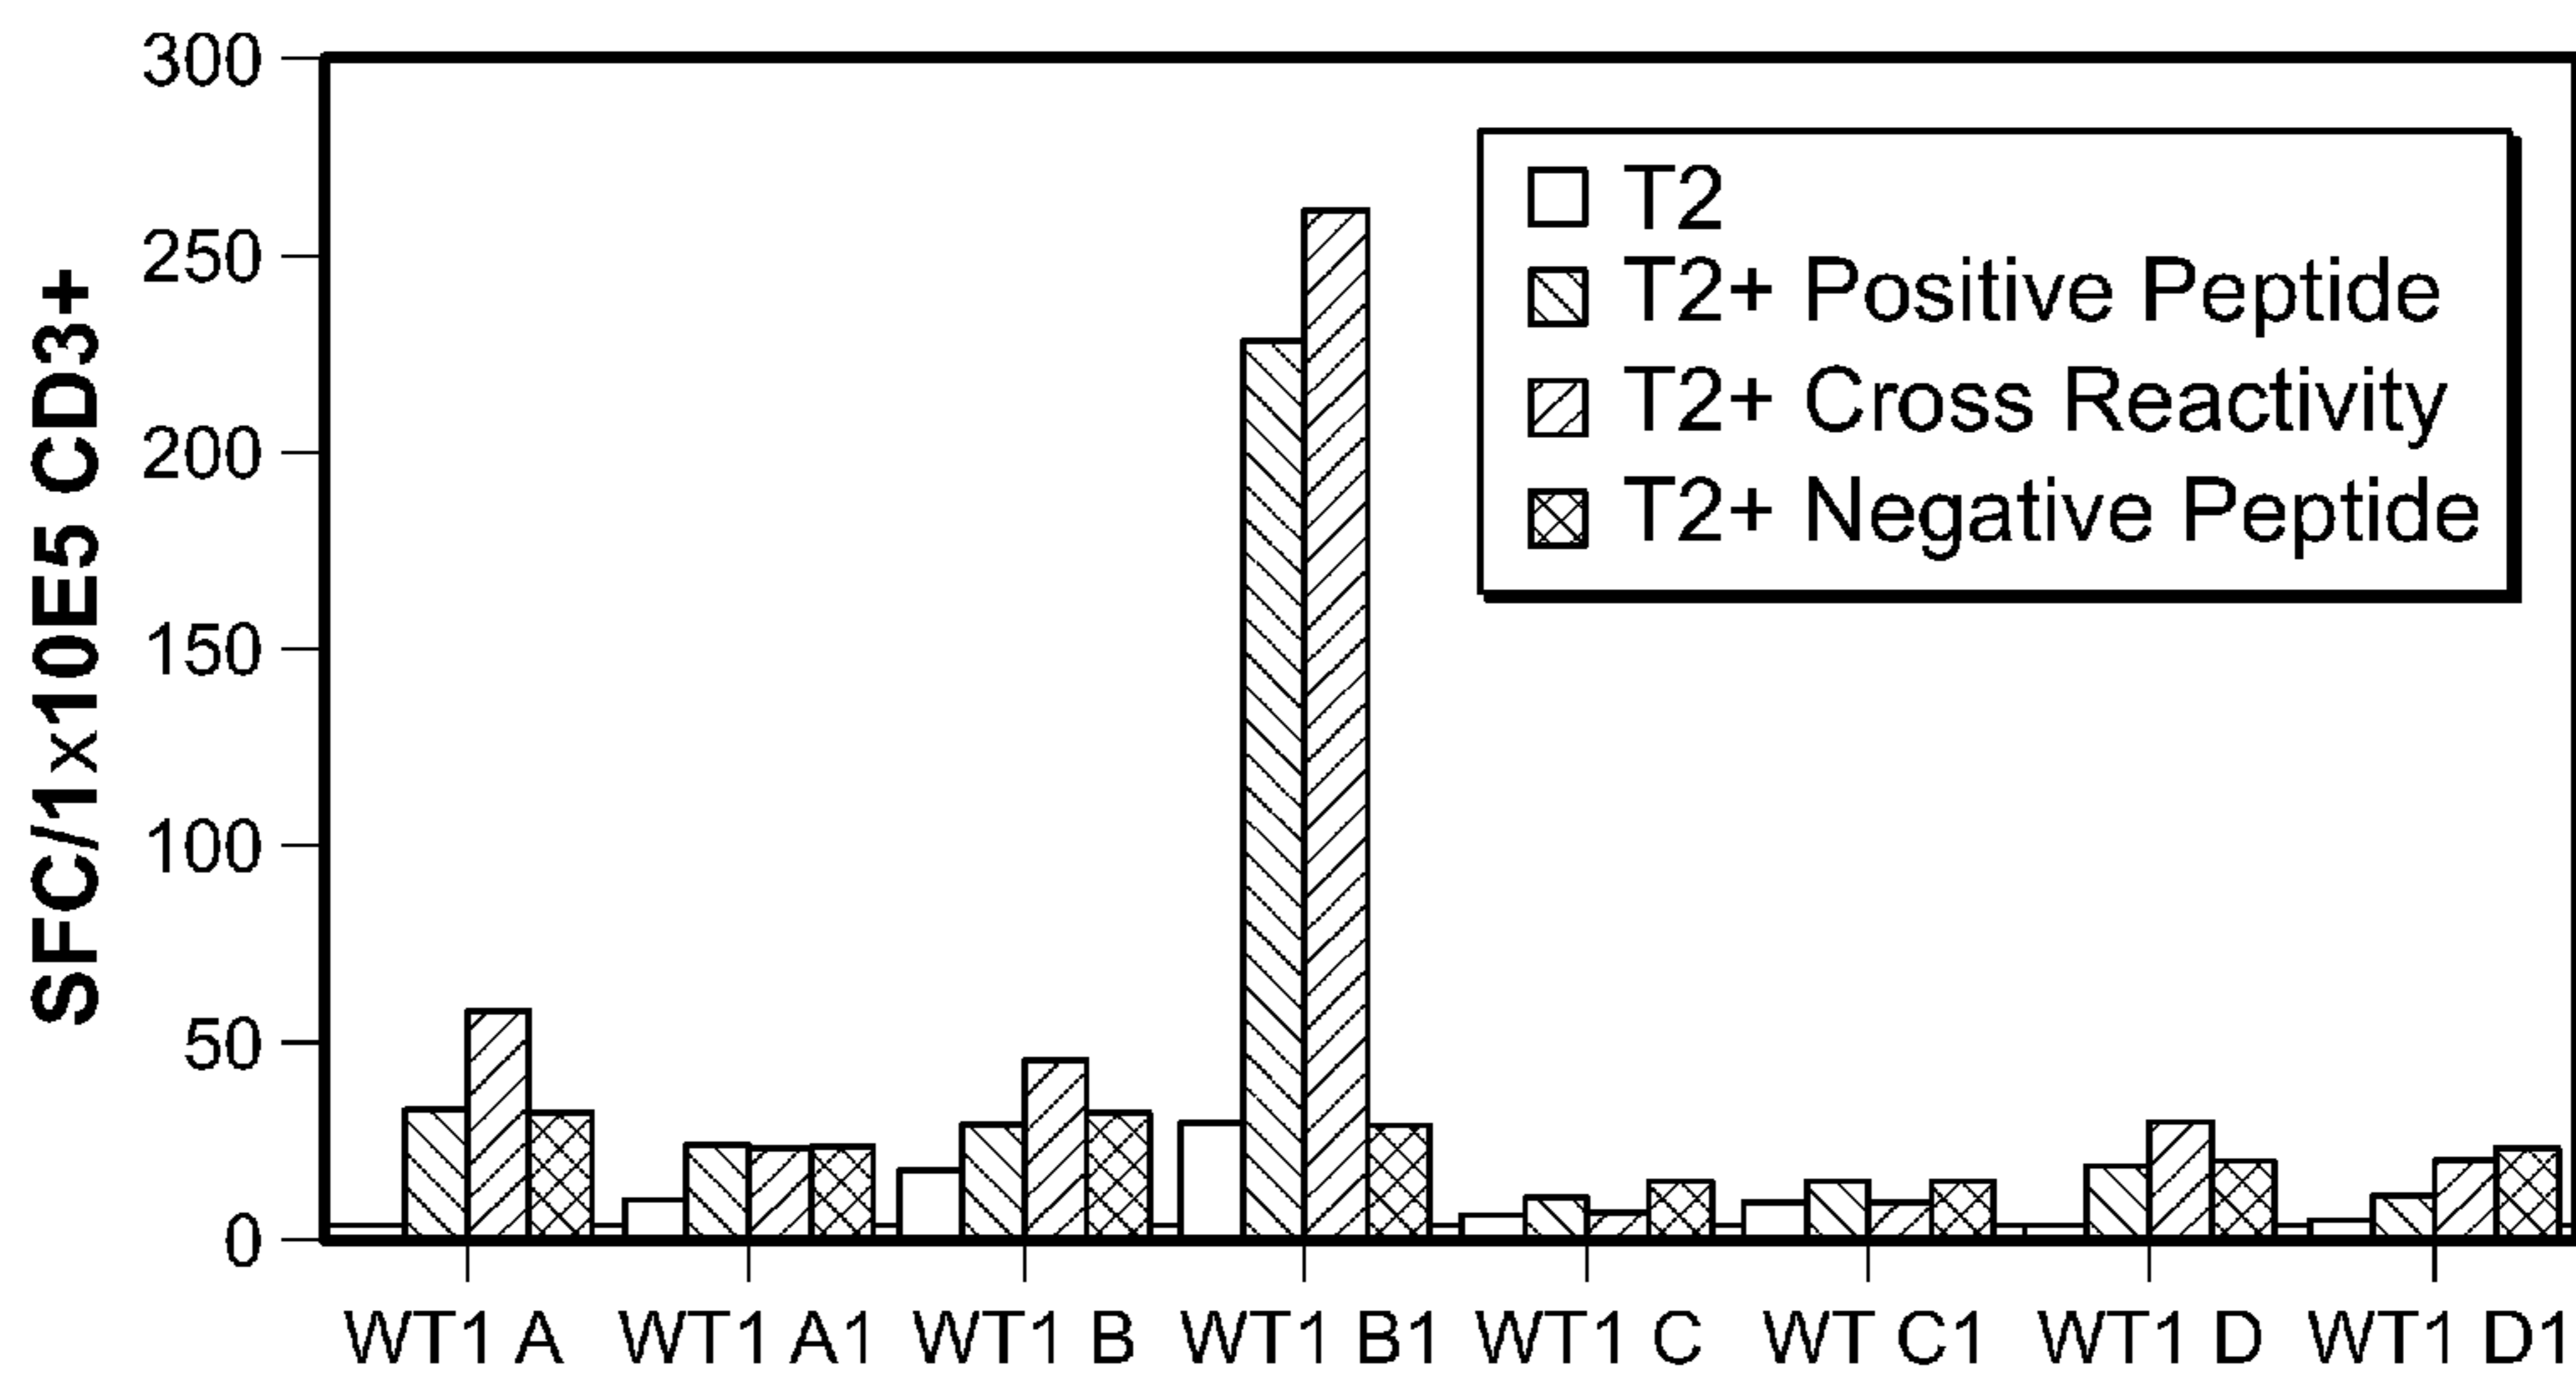 SFC/1x10E5 CD3+
300
250
200
150
100
50
0
T2
T2+ Positive Peptide
T2+ Cross Reactivity
T2+ Negative Peptide
WT1 A WT1 A1 WT1 B WT1 B1 WT1 C WT C1 WT1 D WT1 D1